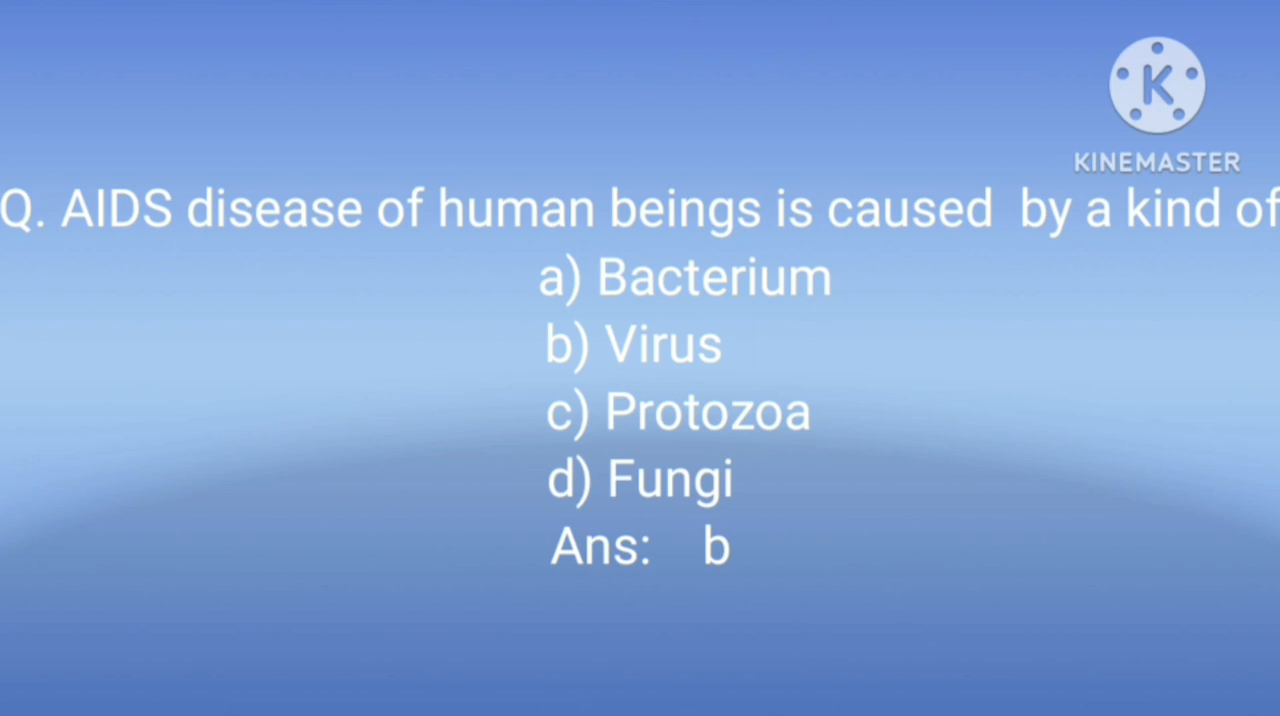 K
KINEMASTER
Q. AIDS disease of human beings is caused by a kind of
a) Bacterium
b) Virus
c) Protozoa
d) Fungi
Ans: b